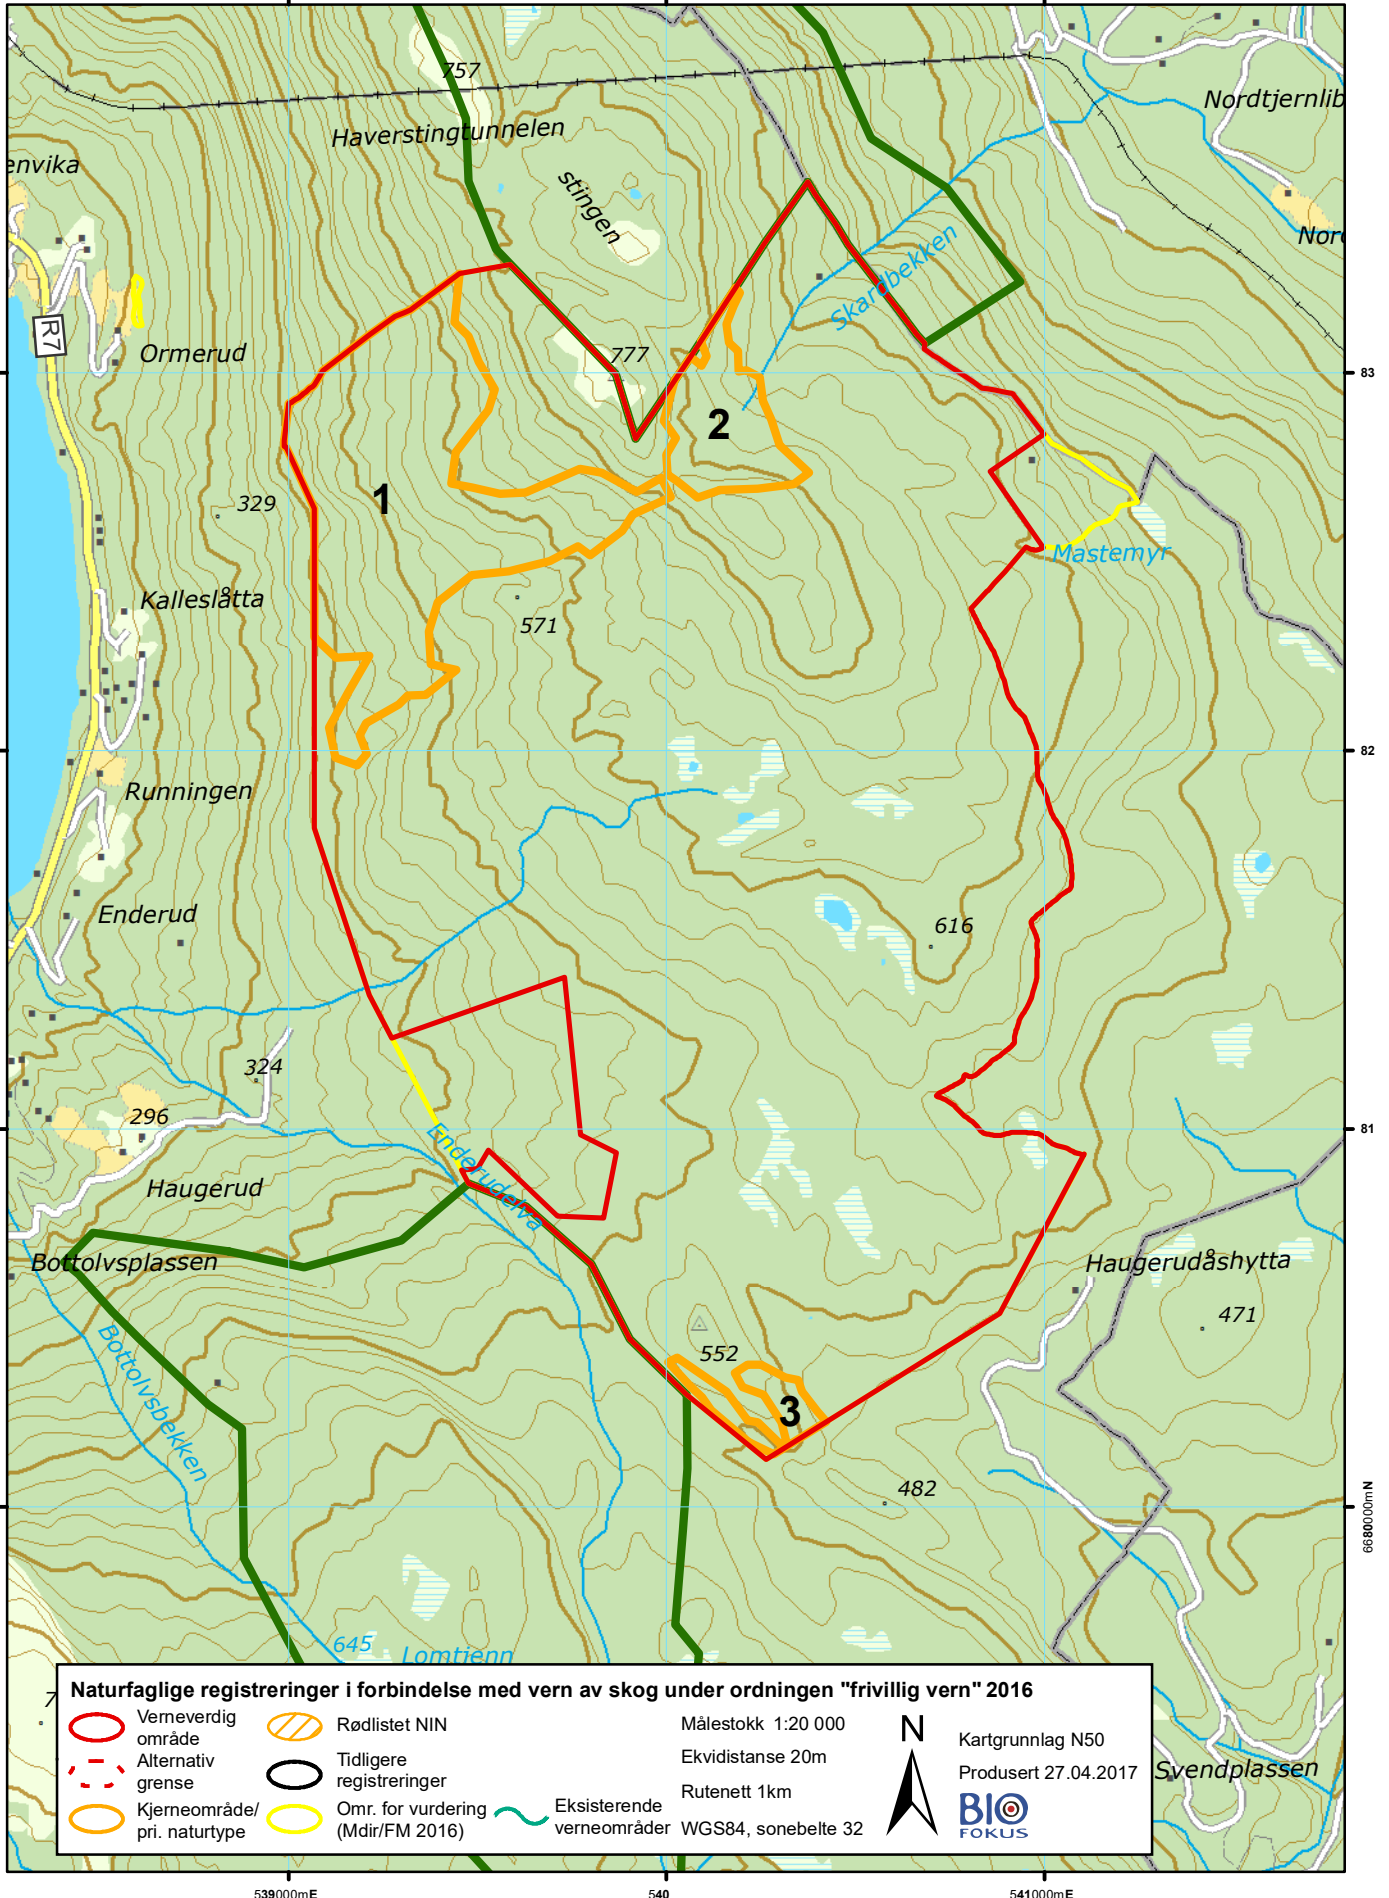 757
Haverstingtunnelen
Nordtjernlib
envika
stingen
Nord
Skardbekken
R7
Ormerud
777
83
2
1
329
Mastemyr
Kalleslåtta
571
82
Running​en
Enderud
616
324
296
81
Enderudelva
Haugerud
Bottolvsplassen
Haugerudåshytta
471
Bottolvsbekken
552
3
482
6680000mN
645
Lomtjenn
7
Svendplassen
Naturfaglige registreringer i forbindelse med vern av skog under ordningen "frivillig vern" 2016
Verneverdig
område
Alternativ
grense
Kjerneområde/
pri. naturtype
Rødlistet NIN
Tidligere
registreringer
Omr. for vurdering
(Mdir/FM 2016)
Eksisterende
verneområder
Målestokk 1:20 000
Ekvidistanse 20m
Rutenett 1km
WGS84, sonebelte 32
N
Kartgrunnlag N50
Produsert 27.04.2017
BIO
FOKUS
539000mE
540
541000mE